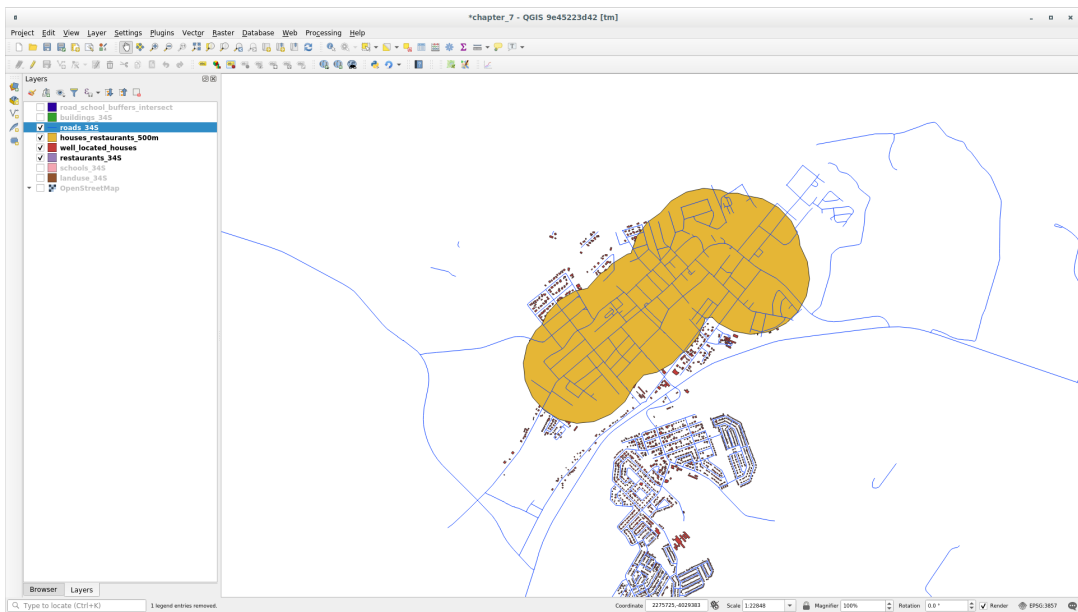 *chapter_7 - QGIS 9e45223d42 [tm]
Project Edit View Layer Settings Plugins Vector Raster Database Web Processing Help
Layers
road_school_buffers_intersect
buildings_34S
roads_34S
houses_restaurants_500m
well_located_houses
restaurants_34S
schools_34S
landuse_34S
OpenStreetMap
Browser Layers
Type to locate (Ctrl+K) 1 legend entries removed. Coordinate 2275725,-4029383 Scale 1:22848 Magnifier 100% Rotation 0.0 ° Render EPSG:3857